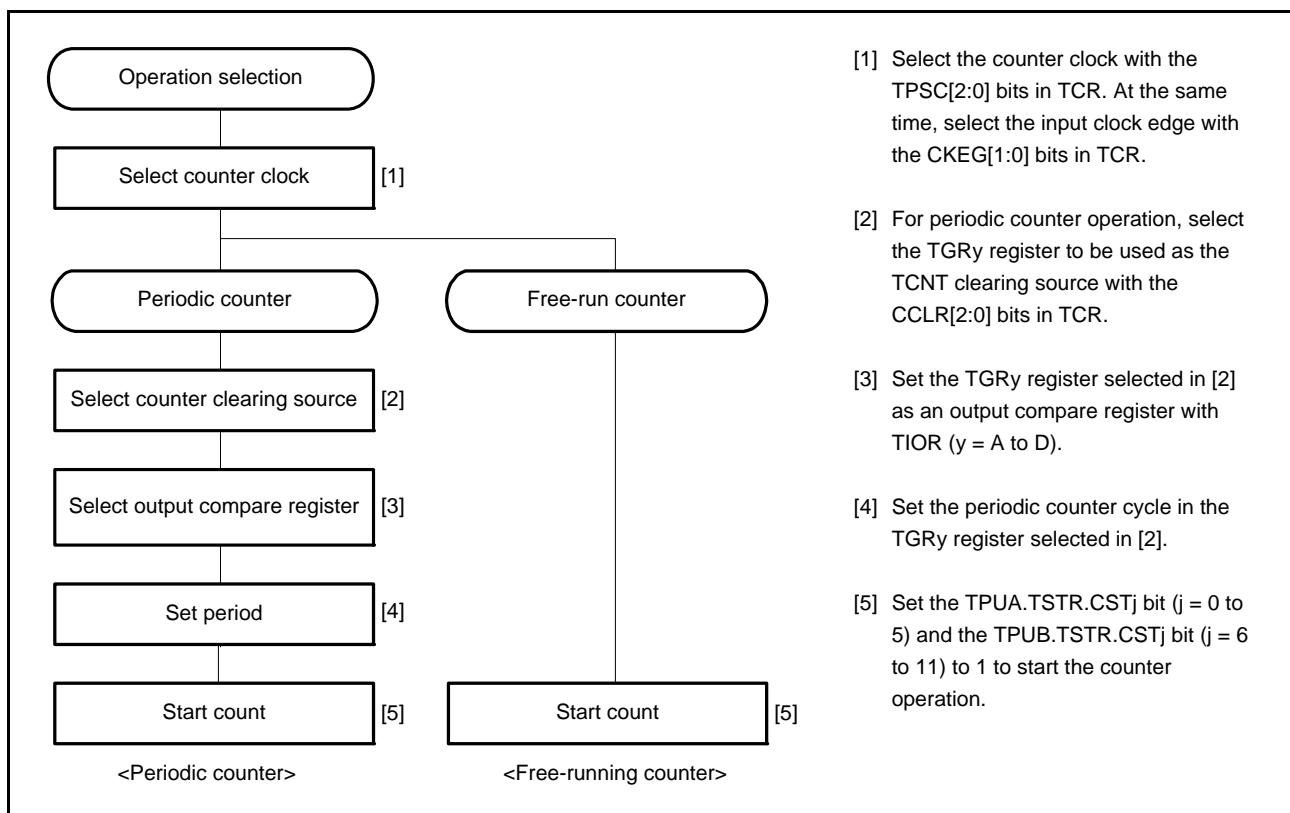 Operation selection
Select counter clock
[1]
Periodic counter
Free-run counter
Select counter clearing source
[2]
Select output compare register
[3]
Set period
[4]
Start count
[5]
Start count
[5]
<Periodic counter>
<Free-running counter>
[1] Select the counter clock with the
TPSC[2:0] bits in TCR. At the same
time, select the input clock edge with
the CKEG[1:0] bits in TCR.
[2] For periodic counter operation, select
the TGRy register to be used as the
TCNT clearing source with the
CCLR[2:0] bits in TCR.
[3] Set the TGRy register selected in [2]
as an output compare register with
TIOR (y = A to D).
[4] Set the periodic counter cycle in the
TGRy register selected in [2].
[5] Set the TPUA.TSTR.CSTj bit (j = 0 to
5) and the TPUB.TSTR.CSTj bit (j = 6
to 11) to 1 to start the counter
operation.